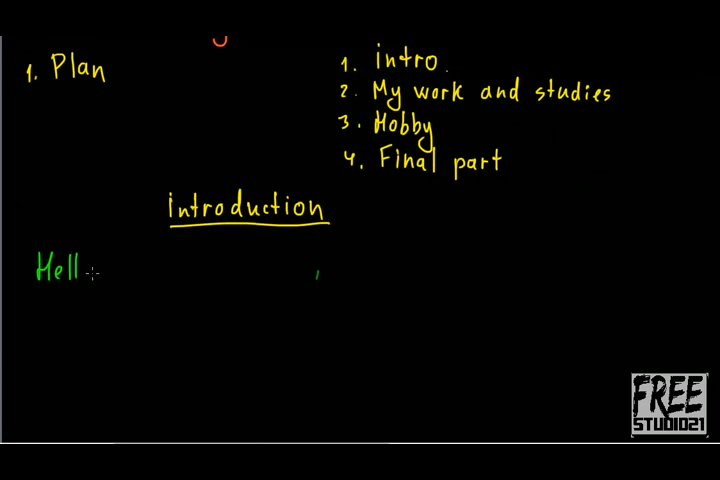 1. Plan
1. intro.
2. My work and studies
3. Hobby
4. Final part
introduction
Hell
FREE
STUDIO21